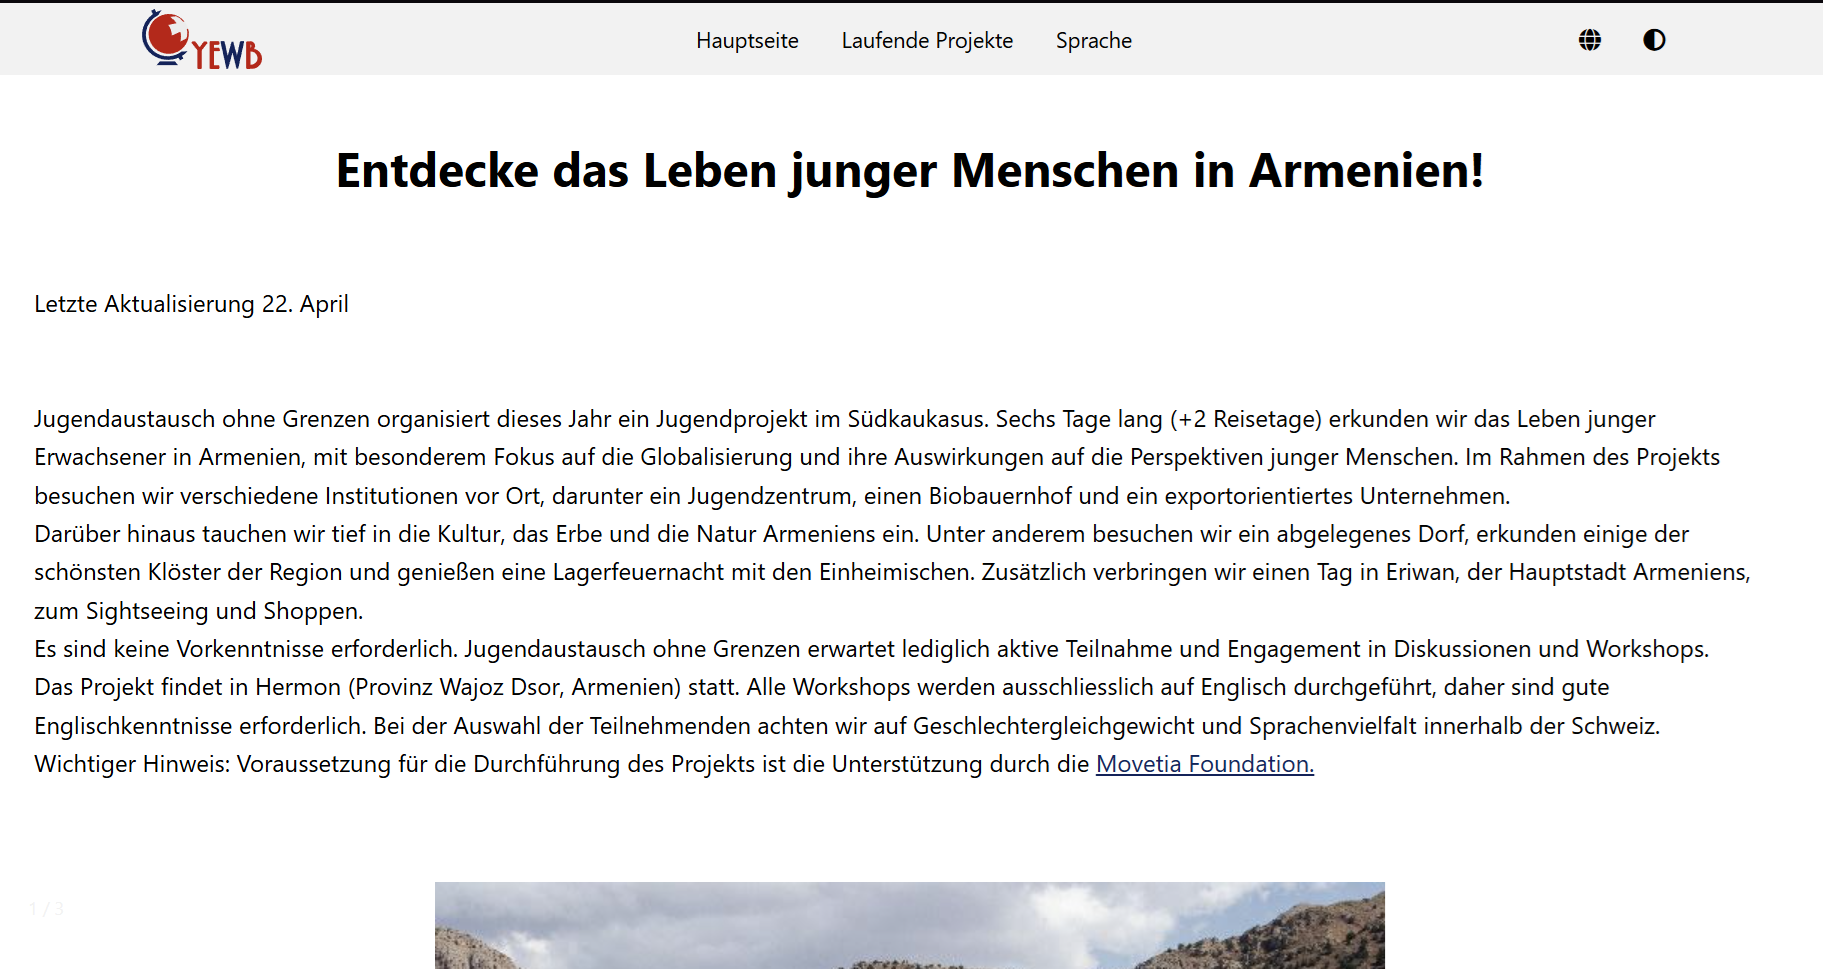 YEWB
Hauptseite
Laufende Projekte
Sprache
Entdecke das Leben junger Menschen in Armenien!
Letzte Aktualisierung 22. April
Jugendaustausch ohne Grenzen organisiert dieses Jahr ein Jugendprojekt im Südkaukasus. Sechs Tage lang (+2 Reisetage) erkunden wir das Leben junger
Erwachsener in Armenien, mit besonderem Fokus auf die Globalisierung und ihre Auswirkungen auf die Perspektiven junger Menschen. Im Rahmen des Projekts
besuchen wir verschiedene Institutionen vor Ort, darunter ein Jugendzentrum, einen Biobauernhof und ein exportorientiertes Unternehmen.
Darüber hinaus tauchen wir tief in die Kultur, das Erbe und die Natur Armeniens ein. Unter anderem besuchen wir ein abgelegenes Dorf, erkunden einige der
schönsten Klöster der Region und genießen eine Lagerfeuernacht mit den Einheimischen. Zusätzlich verbringen wir einen Tag in Eriwan, der Hauptstadt Armeniens,
zum Sightseeing und Shoppen.
Es sind keine Vorkenntnisse erforderlich. Jugendaustausch ohne Grenzen erwartet lediglich aktive Teilnahme und Engagement in Diskussionen und Workshops.
Das Projekt findet in Hermon (Provinz Wajoz Dsor, Armenien) statt. Alle Workshops werden ausschliesslich auf Englisch durchgeführt, daher sind gute
Englischkenntnisse erforderlich. Bei der Auswahl der Teilnehmenden achten wir auf Geschlechtergleichgewicht und Sprachenvielfalt innerhalb der Schweiz.
Wichtiger Hinweis: Voraussetzung für die Durchführung des Projekts ist die Unterstützung durch die Movetia Foundation.
1 / 3